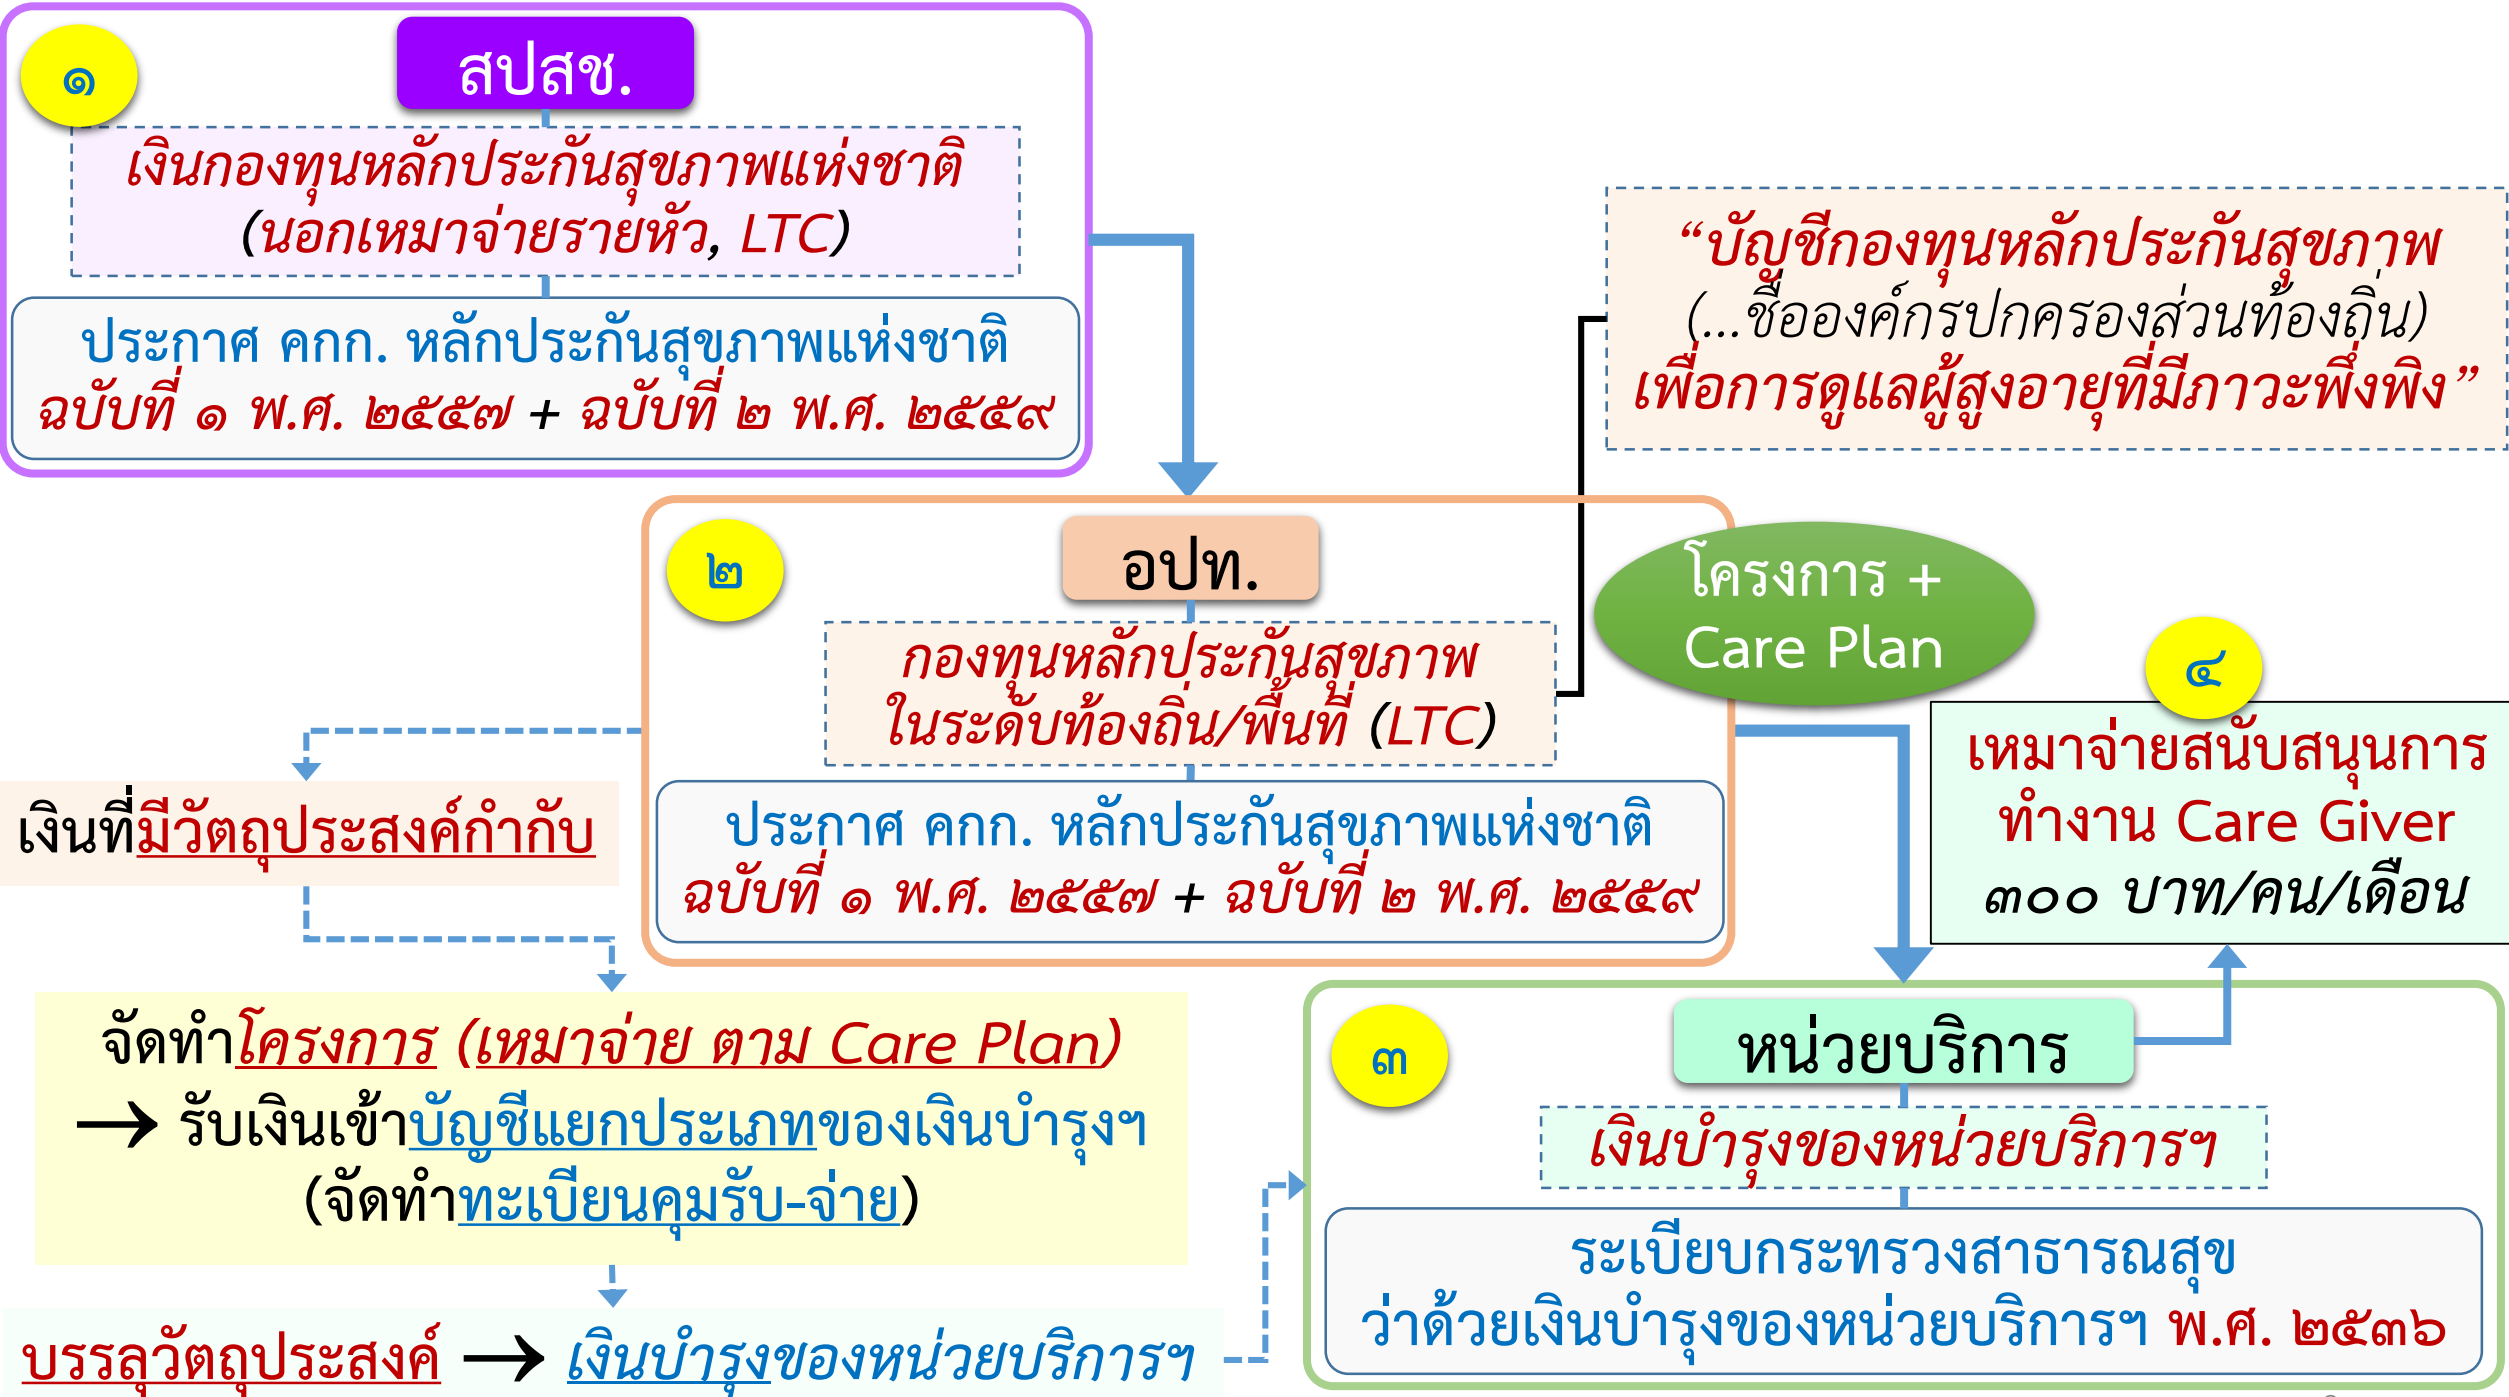 ๑
สปสช.
เงินกองทุนหลักประกันสุขภาพแห่งชาติ
(นอกเหมาจ่ายรายหัว, LTC)
ประกาศ คกก. หลักประกันสุขภาพแห่งชาติ
ฉบับที่ ๑ พ.ศ. ๒๕๕๗ + ฉบับที่ ๒ พ.ศ. ๒๕๕๙
“บัญชีกองทุนหลักประกันสุขภาพ
(...ชื่อองค์กรปกครองส่วนท้องถิ่น)
เพื่อการดูแลผู้สูงอายุที่มีภาวะพึ่งพิง”
๒
อปท.
กองทุนหลักประกันสุขภาพ
ในระดับท้องถิ่น/พื้นที่ (LTC)
ประกาศ คกก. หลักประกันสุขภาพแห่งชาติ
ฉบับที่ ๑ พ.ศ. ๒๕๕๗ + ฉบับที่ ๒ พ.ศ. ๒๕๕๙
โครงการ +
Care Plan
๔
เหมาจ่ายสนับสนุนการ
ทำงาน Care Giver
๓๐๐ บาท/คน/เดือน
เงินที่มีวัตถุประสงค์กำกับ
จัดทำโครงการ (เหมาจ่าย ตาม Care Plan)
→ รับเงินเข้าบัญชีแยกประเภทของเงินบำรุงฯ
(จัดทำทะเบียนคุมรับ-จ่าย)
บรรลุวัตถุประสงค์ → เงินบำรุงของหน่วยบริการฯ
๓
หน่วยบริการ
เงินบำรุงของหน่วยบริการฯ
ระเบียบกระทรวงสาธารณสุข
ว่าด้วยเงินบำรุงของหน่วยบริการฯ พ.ศ. ๒๕๓๖